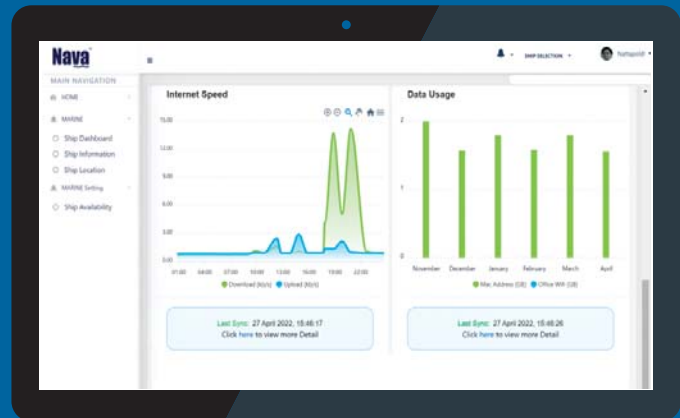 Nava
SHIP SELECTION
MAIN NAVIGATION
HOME
MARINE
Ship Dashboard
Ship Information
Ship Location
MARINE Setting
Ship Availability
Internet Speed
15.00
12.00
9.00
6.00
3.00
0.00
01:00 04:00 07:00 10:00 13:00 16:00 19:00 22:00
Download (kb/s) Upload (kb/s)
Last Sync: 27 April 2022, 15:46:17
Click here to view more Detail
Data Usage
2
1
0
November December January February March April
Mac Address (GB) Office Wifi (GB)
Last Sync: 27 April 2022, 15:46:26
Click here to view more Detail